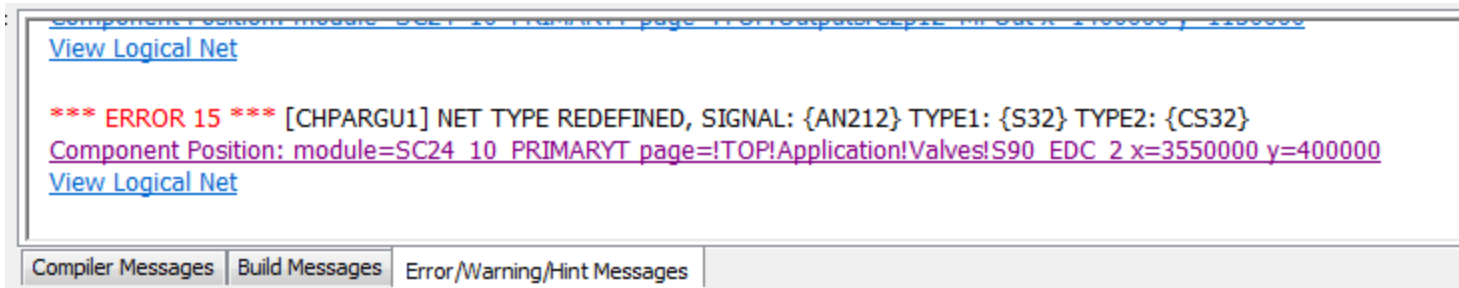 View Logical Net
*** ERROR 15 *** [CHPARGU1] NET TYPE REDEFINED, SIGNAL: {AN212} TYPE1: {S32} TYPE2: {CS32}
Component Position: module=SC24_10_PRIMARYT page=!TOP!Application!Valves!S90_EDC_2 x=3550000 y=400000
View Logical Net
Compiler Messages Build Messages Error/Warning/Hint Messages